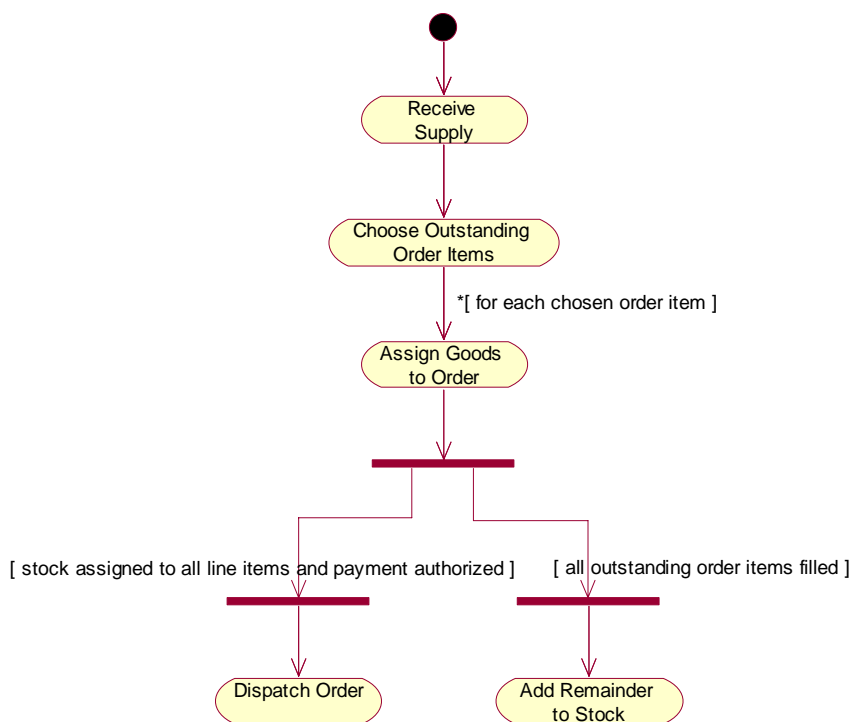 Receive
Supply
Choose Outstanding
Order Items
*[ for each chosen order item ]
Assign Goods
to Order
[ stock assigned to all line items and payment authorized ]
[ all outstanding order items filled ]
Dispatch Order
Add Remainder
to Stock